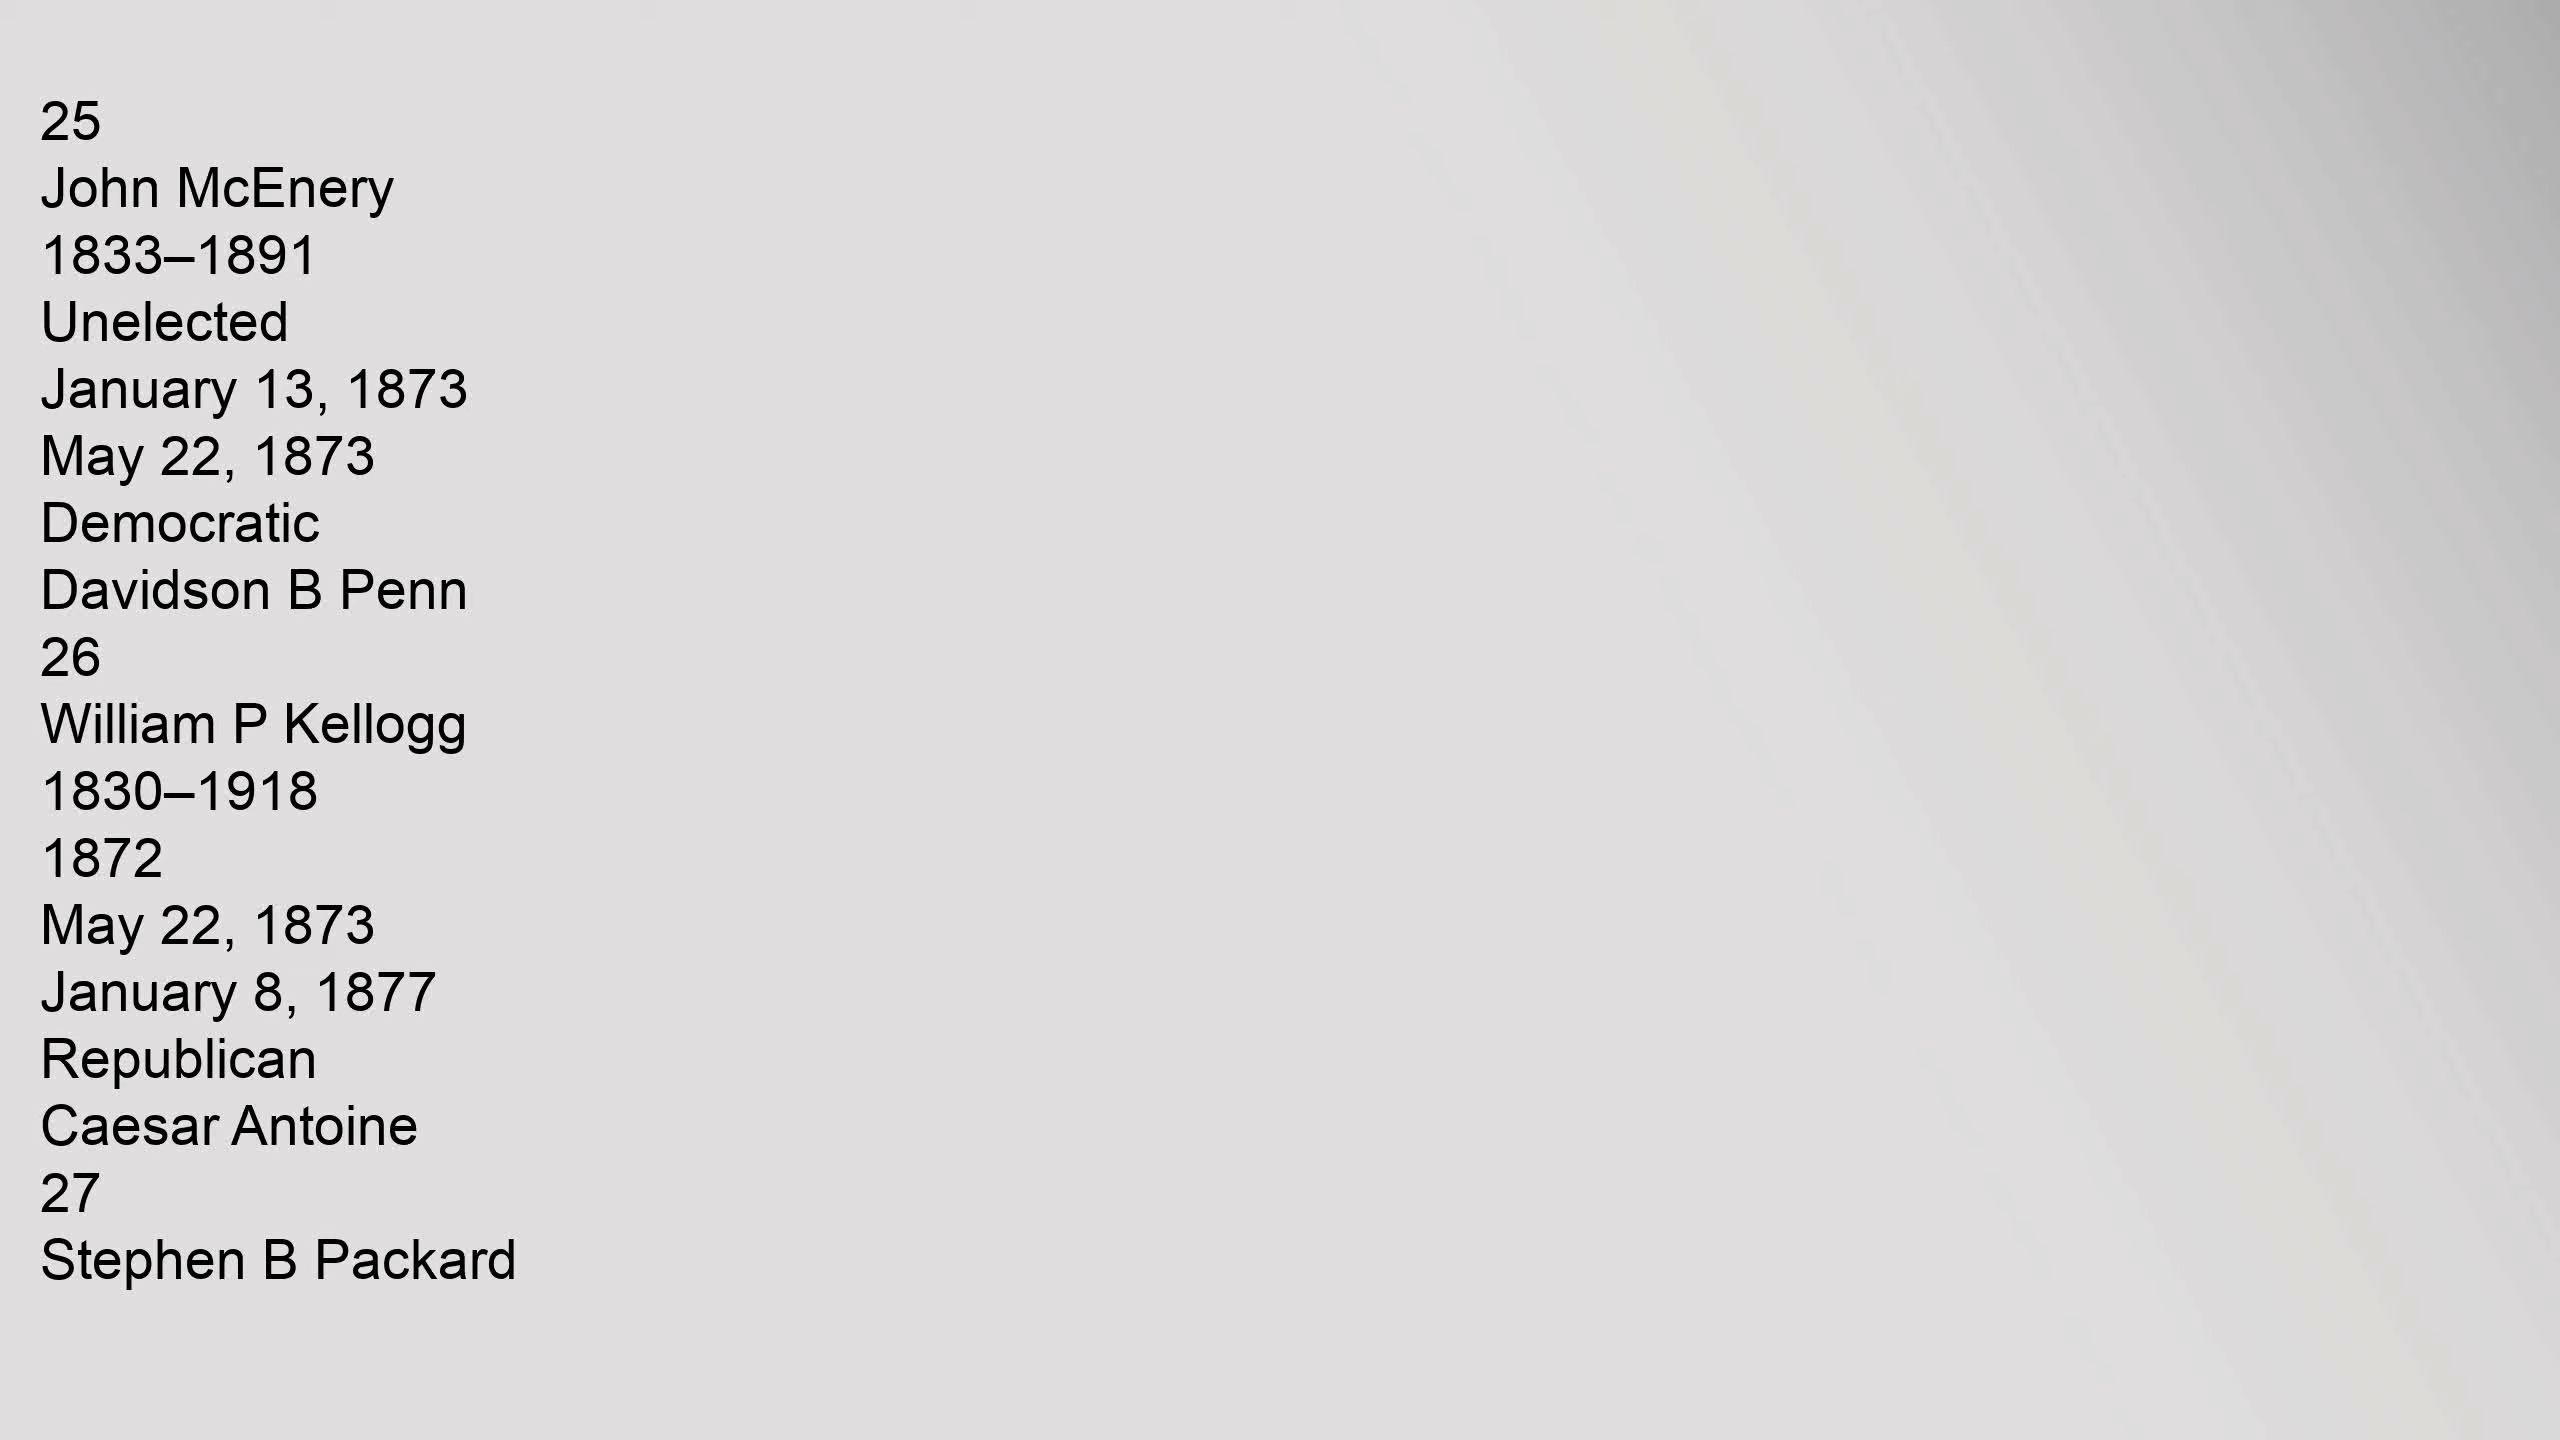 25
John McEnery
1833–1891
Unelected
January 13, 1873
May 22, 1873
Democratic
Davidson B Penn
26
William P Kellogg
1830–1918
1872
May 22, 1873
January 8, 1877
Republican
Caesar Antoine
27
Stephen B Packard